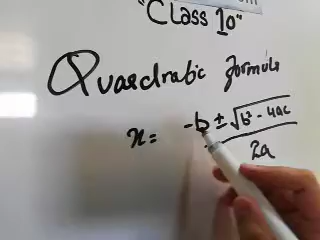 "Class 10"
Quadratic formula
x = -b ± √b² - 4ac / 2a